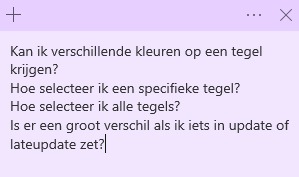 Kan ik verschillende kleuren op een tegel
krijgen?
Hoe selecteer ik een specifieke tegel?
Hoe selecteer ik alle tegels?
Is er een groot verschil als ik iets in update of
lateupdate zet?